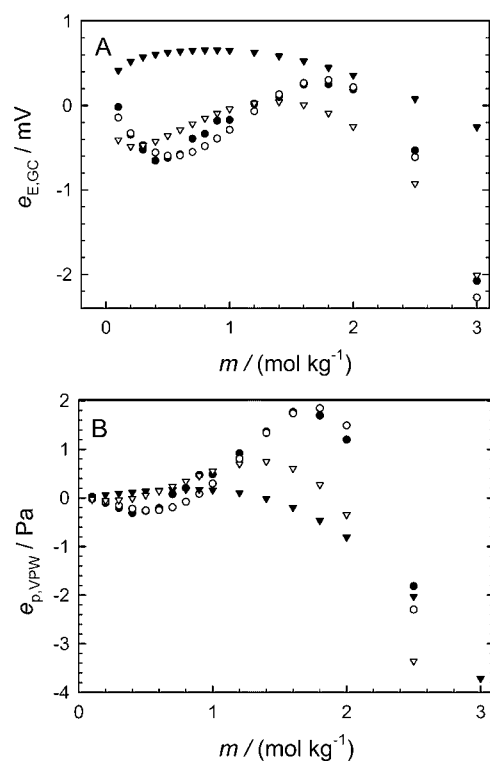 A
1
0
-1
-2
e_E,GC / mV
0 1 2 3
m / (mol kg⁻¹)
B
2
1
0
-1
-2
-3
-4
e_p,VPW / Pa
0 1 2 3
m / (mol kg⁻¹)